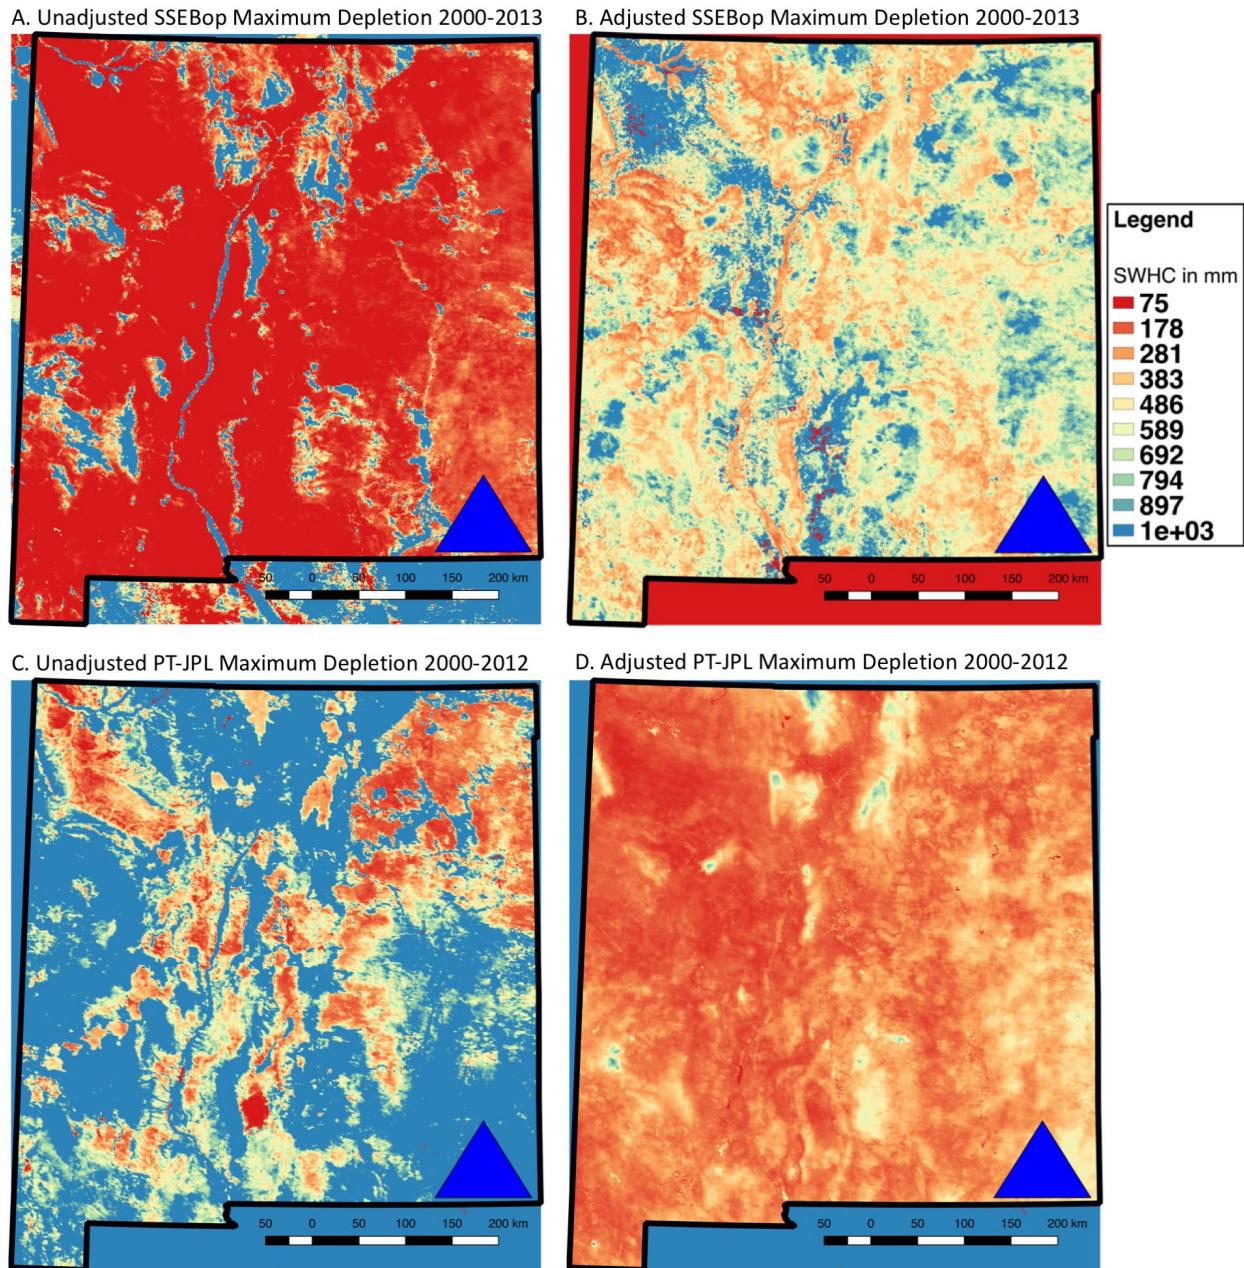 A. Unadjusted SSEBop Maximum Depletion 2000-2013
B. Adjusted SSEBop Maximum Depletion 2000-2013
Legend
SWHC in mm
75
178
281
383
486
589
692
794
897
1e+03
50 0 50 100 150 200 km
50 0 50 100 150 200 km
C. Unadjusted PT-JPL Maximum Depletion 2000-2012
D. Adjusted PT-JPL Maximum Depletion 2000-2012
50 0 50 100 150 200 km
50 0 50 100 150 200 km